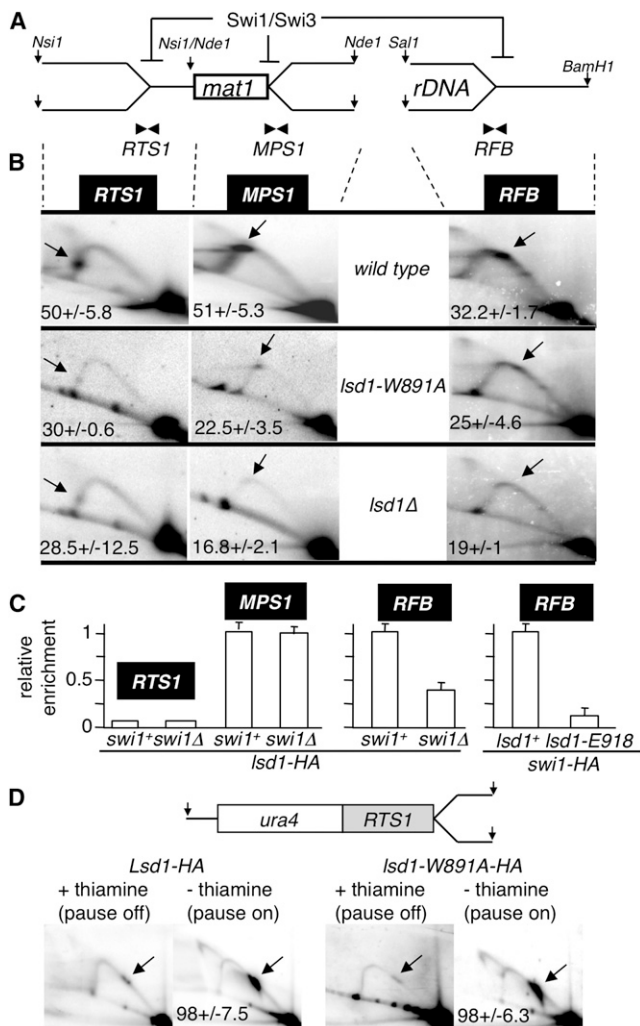 A
Swi1/Swi3
Nsi1 Nsi1/Nde1 Nde1 Sal1 BamH1
mat1 rDNA
RTS1 MPS1 RFB
B
RTS1 MPS1 RFB
50+/-5.8 51+/-5.3 wild type 32.2+/-1.7
30+/-0.6 22.5+/-3.5 lsd1-W891A 25+/-4.6
28.5+/-12.5 16.8+/-2.1 lsd1Δ 19+/-1
C
MPS1 RFB RFB
relative
enrichment
1
0.5
0
RTS1
swi1+ swi1Δ swi1+ swi1Δ swi1+ swi1Δ lsd1+ lsd1-E918
lsd1-HA swi1-HA
D
ura4 RTS1
Lsd1-HA lsd1-W891A-HA
+ thiamine - thiamine + thiamine - thiamine
(pause off) (pause on) (pause off) (pause on)
98+/-7.5 98+/-6.3